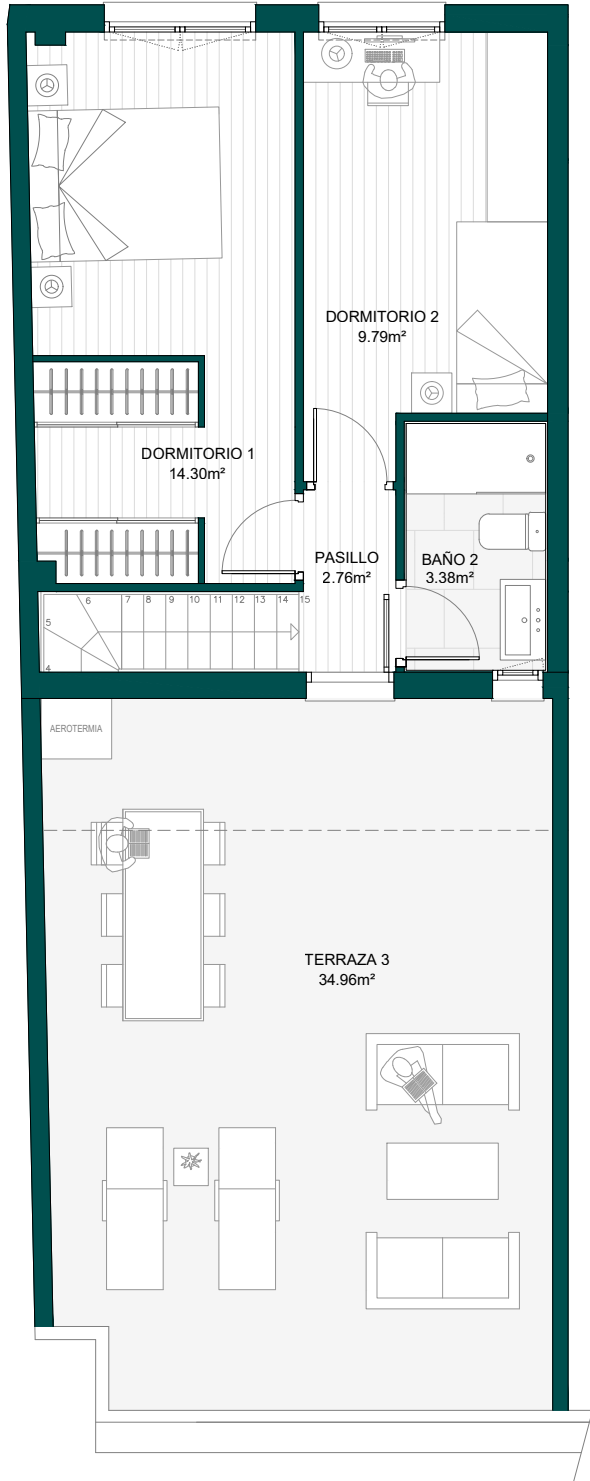 DORMITORIO 2
9.79m²
DORMITORIO 1
14.30m²
PASILLO
2.76m²
BAÑO 2
3.38m²
6 7 8 9 10 11 12 13 14 15
5
4
AEROTERMIA
TERRAZA 3
34.96m²